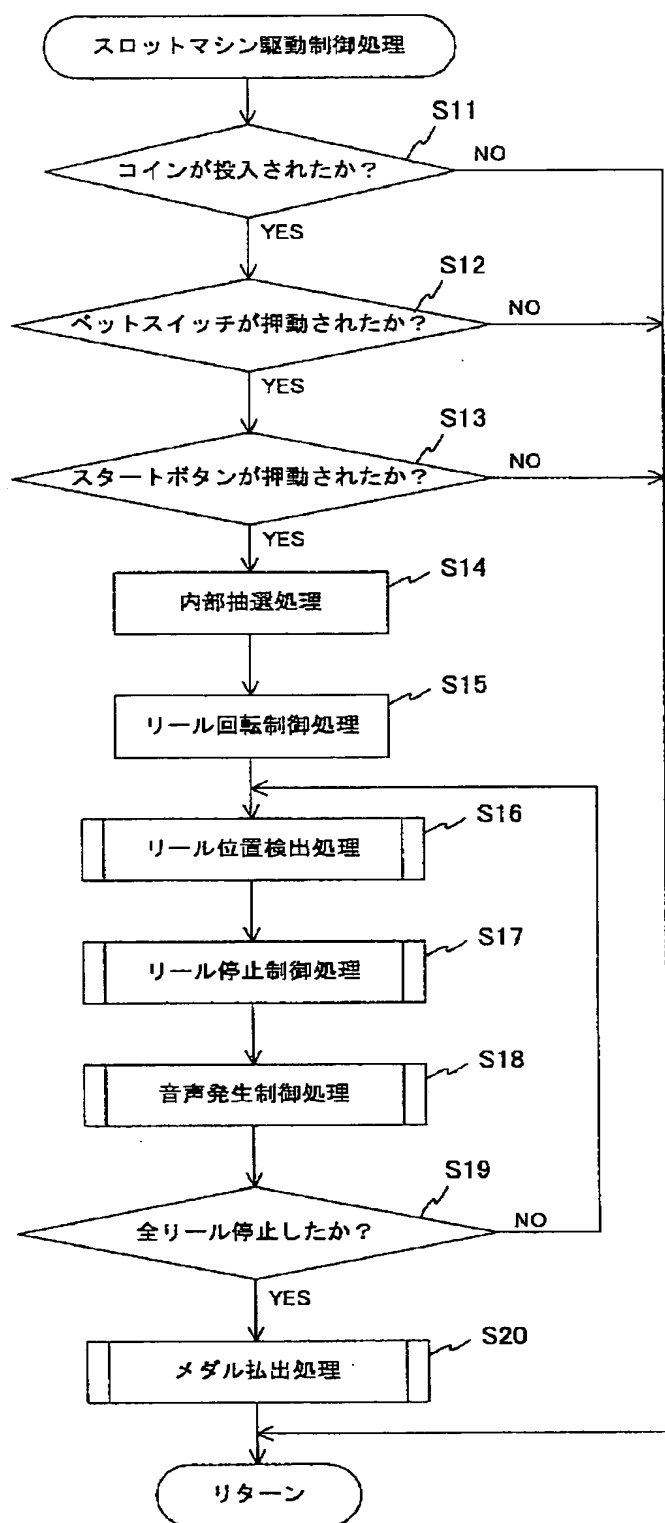 スロットマシン駆動制御処理
S11
コインが投入されたか?
NO
YES
S12
ベットスイッチが押動されたか?
NO
YES
S13
スタートボタンが押動されたか?
NO
YES
S14
内部抽選処理
S15
リール回転制御処理
S16
リール位置検出処理
S17
リール停止制御処理
S18
音声発生制御処理
S19
全リール停止したか?
NO
YES
S20
メダル払出処理
リターン